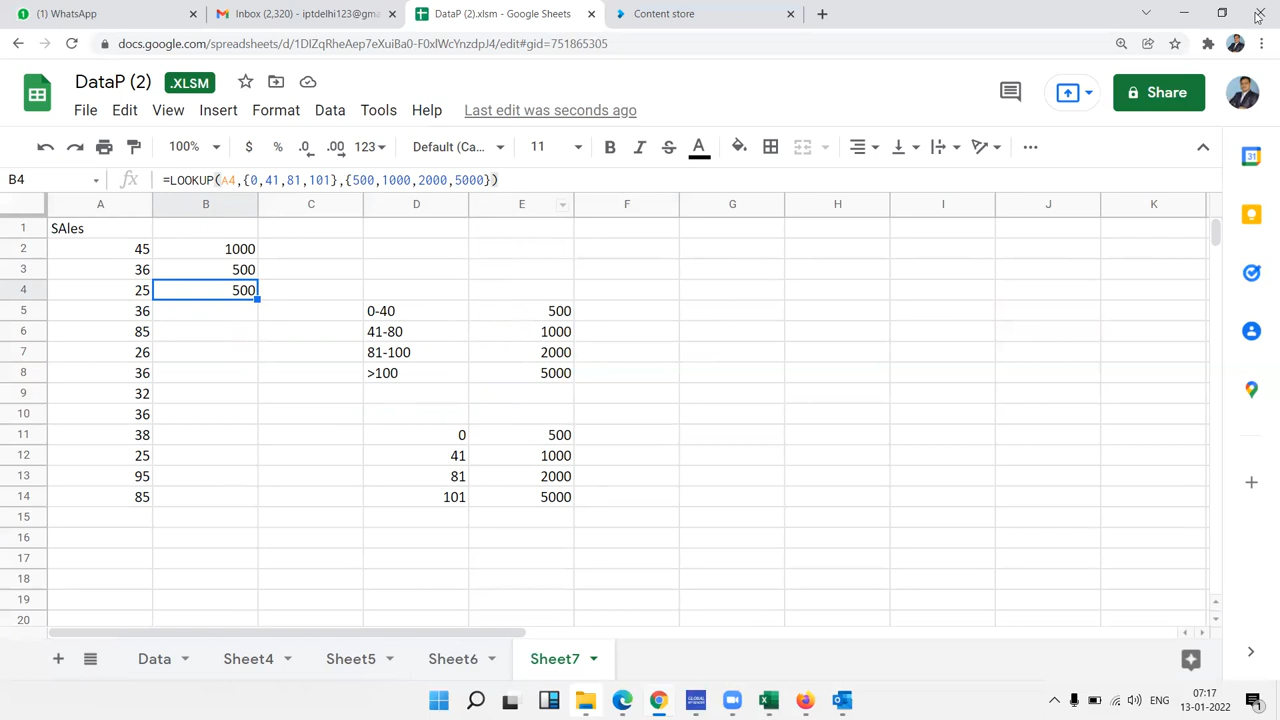 WhatsApp
Inbox (2,320) - iptdelhi123@gma
DataP (2).xlsm - Google Sheets
Content store
docs.google.com/spreadsheets/d/1DlZqRheAep7eXuiBa0-F0xlWcYnzdpJ4/edit#gid=751865305
DataP (2) .XLSM
File Edit View Insert Format Data Tools Help Last edit was seconds ago
Share
100% $ % .0 .00 123 Default (Ca... 11
B4 fx =LOOKUP(A4,{0,41,81,101},{500,1000,2000,5000})
A B C D E F G H I J K
1 SAles
2 45 1000
3 36 500
4 25 500
5 36 0-40 500
6 85 41-80 1000
7 26 81-100 2000
8 36 >100 5000
9 32
10 36
11 38 0 500
12 25 41 1000
13 95 81 2000
14 85 101 5000
15
16
17
18
19
20
Data Sheet4 Sheet5 Sheet6 Sheet7
ENG 07:17
13-01-2022